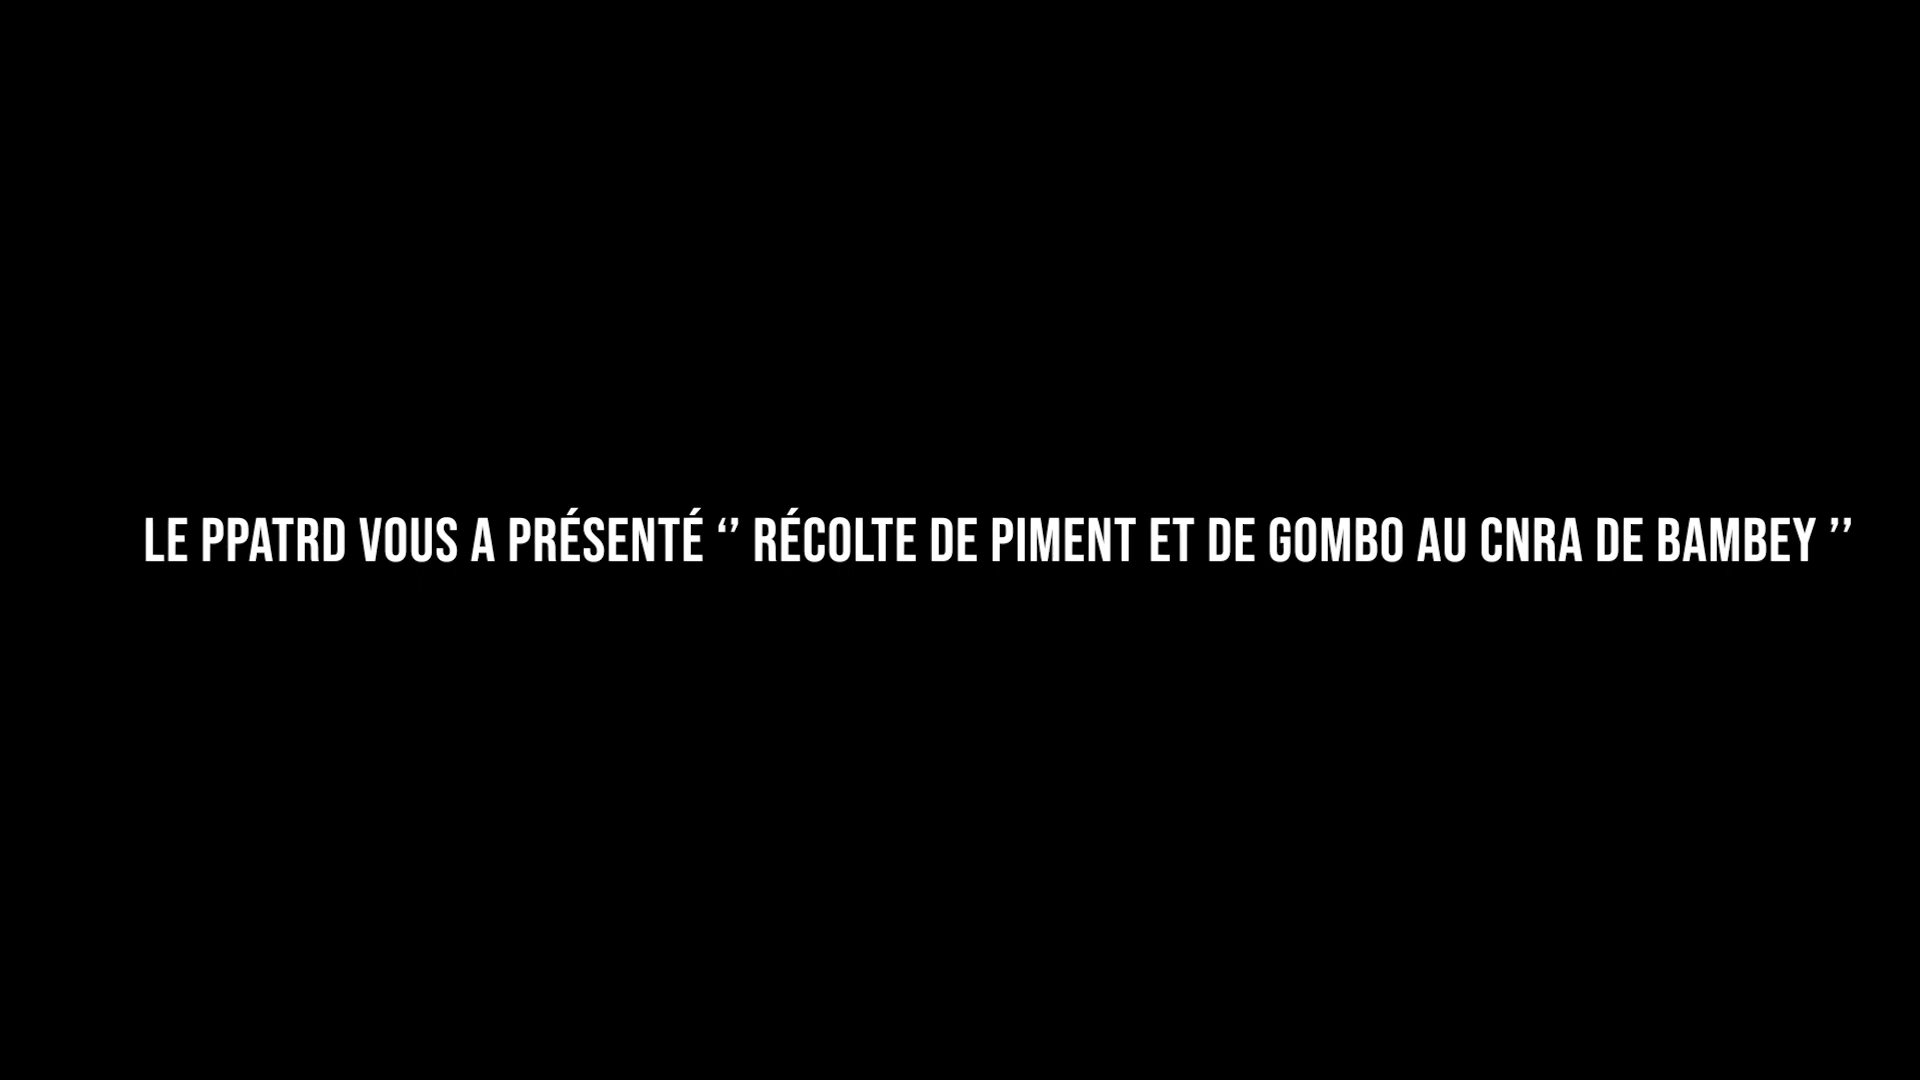 LE PPATRD VOUS A PRÉSENTÉ ‘’ RÉCOLTE DE PIMENT ET DE GOMBO AU CNRA DE BAMBEY ’’